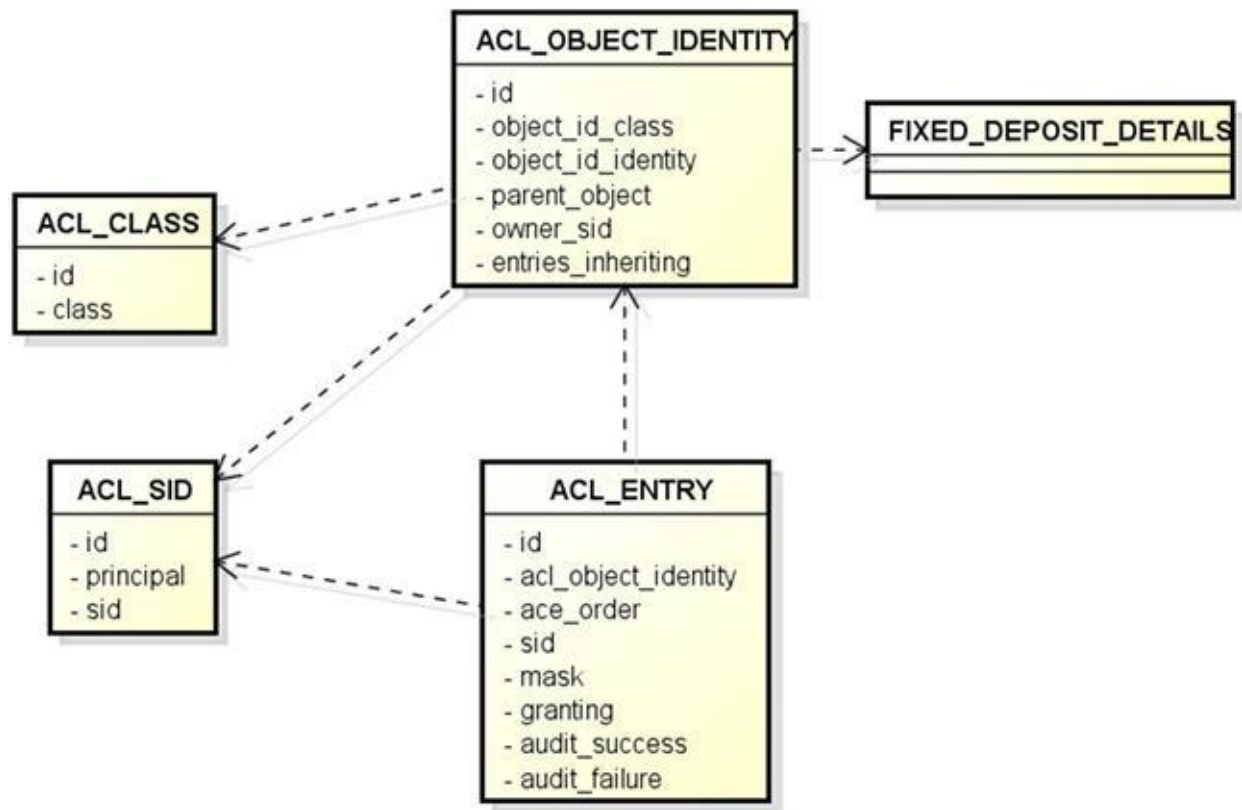 ACL_OBJECT_IDENTITY
- id
- object_id_class
- object_id_identity
- parent_object
- owner_sid
- entries_inheriting
FIXED_DEPOSIT_DETAILS
ACL_CLASS
- id
- class
ACL_SID
- id
- principal
- sid
ACL_ENTRY
- id
- acl_object_identity
- ace_order
- sid
- mask
- granting
- audit_success
- audit_failure